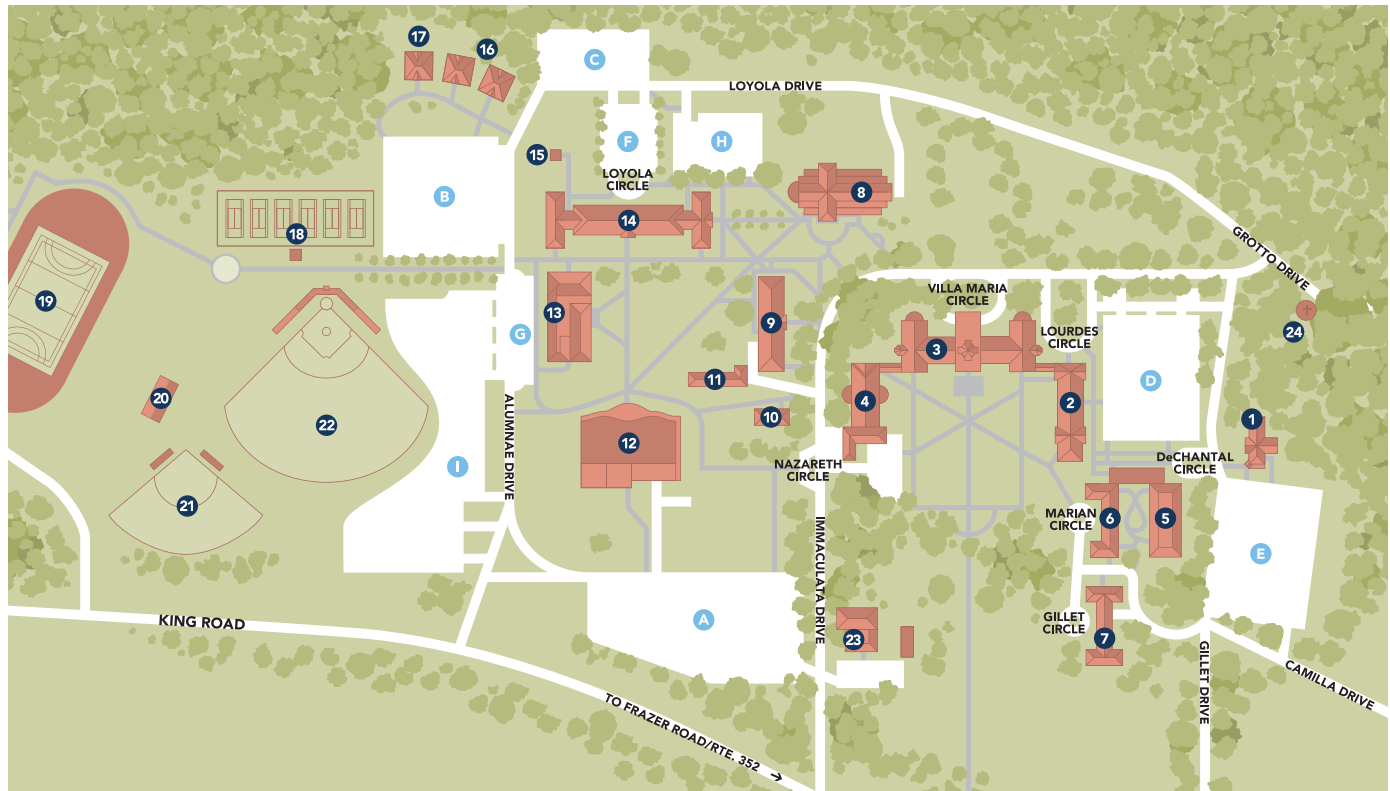 17
16
C
LOYOLA DRIVE
F
H
15
LOYOLA
CIRCLE
B
8
14
18
GROTTO DRIVE
19
VILLA MARIA
CIRCLE
24
13
9
G
LOURDES
CIRCLE
3
11
D
20
4
2
10
1
22
ALUMNAE DRIVE
12
NAZARETH
CIRCLE
DeCHANTAL
CIRCLE
I
21
MARIAN
CIRCLE
6
5
IMMACULATA DRIVE
E
KING ROAD
A
23
GILLET
CIRCLE
7
GILLET DRIVE
CAMILLA DRIVE
TO FRAZER ROAD/RTE. 352 →